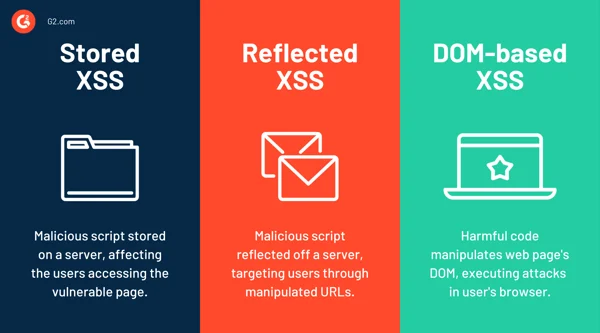 G2.com
Stored
XSS
Malicious script stored
on a server, affecting
the users accessing the
vulnerable page.
Reflected
XSS
Malicious script
reflected off a server,
targeting users through
manipulated URLs.
DOM-based
XSS
Harmful code
manipulates web page's
DOM, executing attacks
in user's browser.